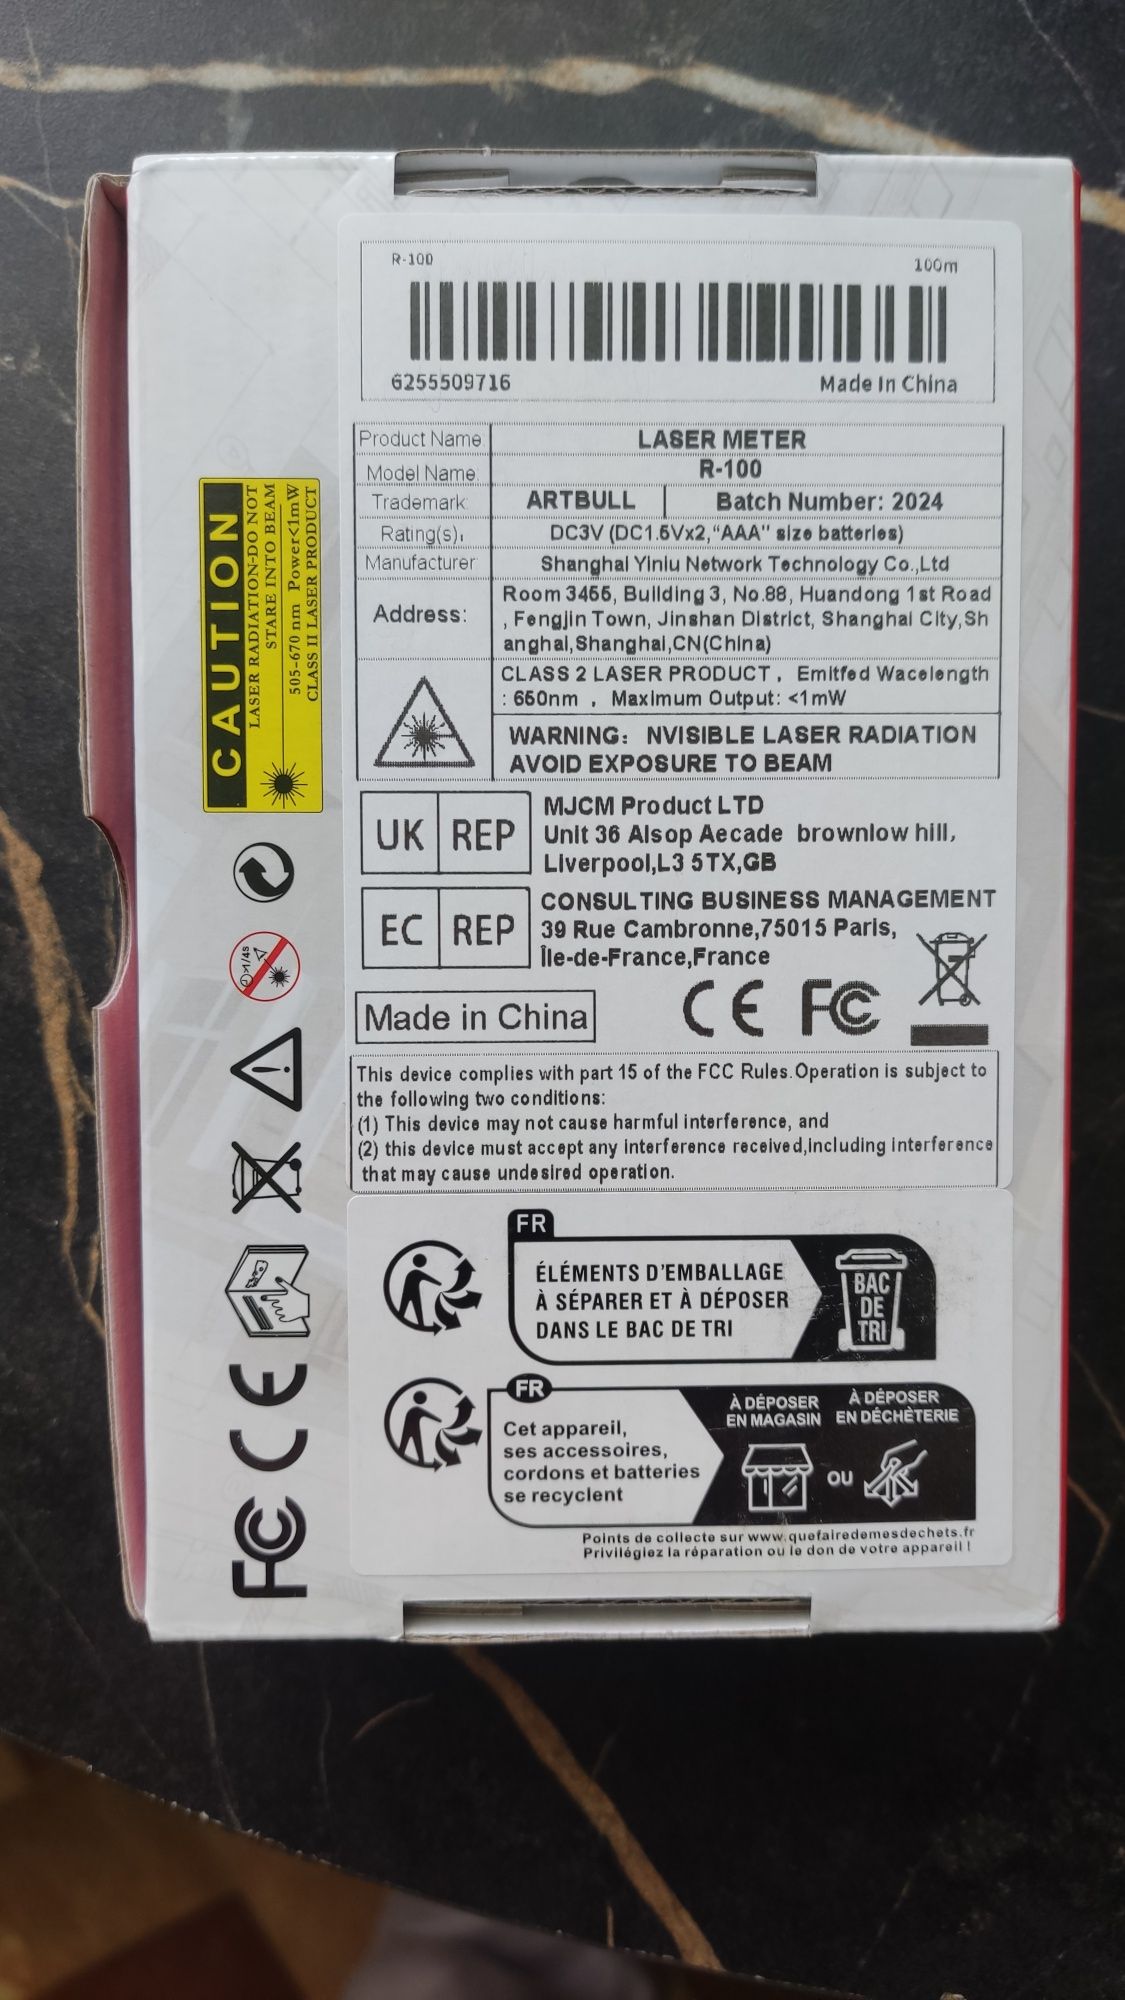 R-100
100m
6255509716
Made In China
Product Name: LASER METER
Model Name: R-100
Trademark: ARTBULL Batch Number: 2024
Rating(s): DC3V (DC1.5Vx2,“AAA” size batteries)
Manufacturer: Shanghai Yiniu Network Technology Co.,Ltd
Address: Room 3455, Building 3, No.88, Huandong 1st Road
, Fengjin Town, Jinshan District, Shanghai City,Sh
anghai,Shanghai,CN(China)
CLASS 2 LASER PRODUCT, Emitfed Wacelength
: 650nm , Maximum Output: <1mW
WARNING: NVISIBLE LASER RADIATION
AVOID EXPOSURE TO BEAM
UK REP
MJCM Product LTD
Unit 36 Alsop Aecade brownlow hill,
Liverpool,L3 5TX,GB
EC REP
CONSULTING BUSINESS MANAGEMENT
39 Rue Cambronne,75015 Paris,
Île-de-France,France
Made in China
CE FC
This device complies with part 15 of the FCC Rules.Operation is subject to
the following two conditions:
(1) This device may not cause harmful interference, and
(2) this device must accept any interference received,including interference
that may cause undesired operation.
FR
ÉLÉMENTS D'EMBALLAGE
À SÉPARER ET À DÉPOSER
DANS LE BAC DE TRI
BAC
DE
TRI
FR
Cet appareil,
ses accessoires,
cordons et batteries
se recyclent
À DÉPOSER
EN MAGASIN
OU
À DÉPOSER
EN DÉCHÈTERIE
Points de collecte sur www.quefairedemesdechets.fr
Privilégiez la réparation ou le don de votre appareil !
CAUTION
LASER RADIATION-DO NOT
STARE INTO BEAM
505-670 nm Power<1mW
CLASS II LASER PRODUCT
>1/4s
CE
FC